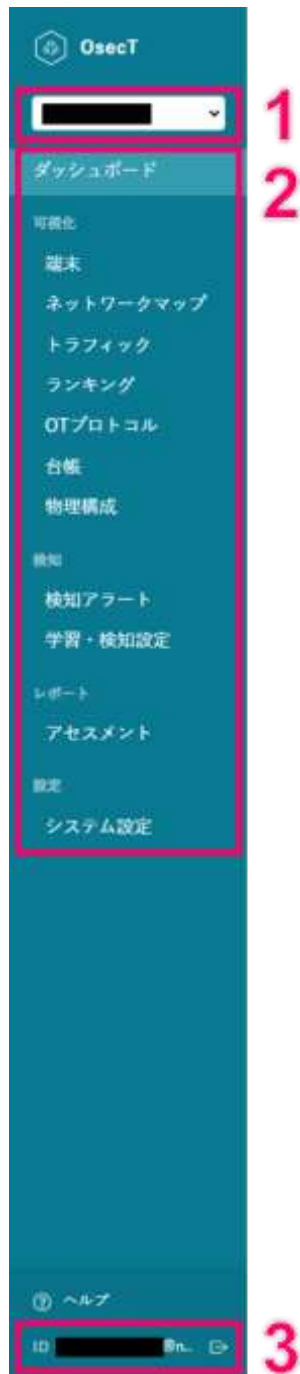 OsecT
1
ダッシュボード
2
可視化
端末
ネットワークマップ
トラフィック
ランキング
OTプロトコル
台帳
物理構成
検知
検知アラート
学習・検知設定
レポート
アセスメント
設定
システム設定
ヘルプ
ID @n..
3